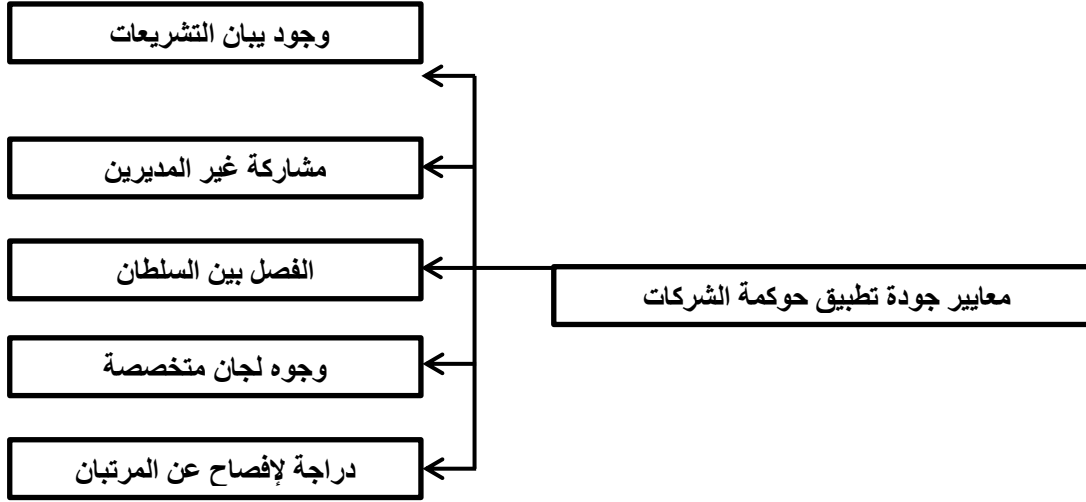 معايير جودة تطبيق حوكمة الشركات
وجود يبان التشريعات
مشاركة غير المديرين
الفصل بين السلطان
وجوه لجان متخصصة
دراجة لإفصاح عن المرتبان